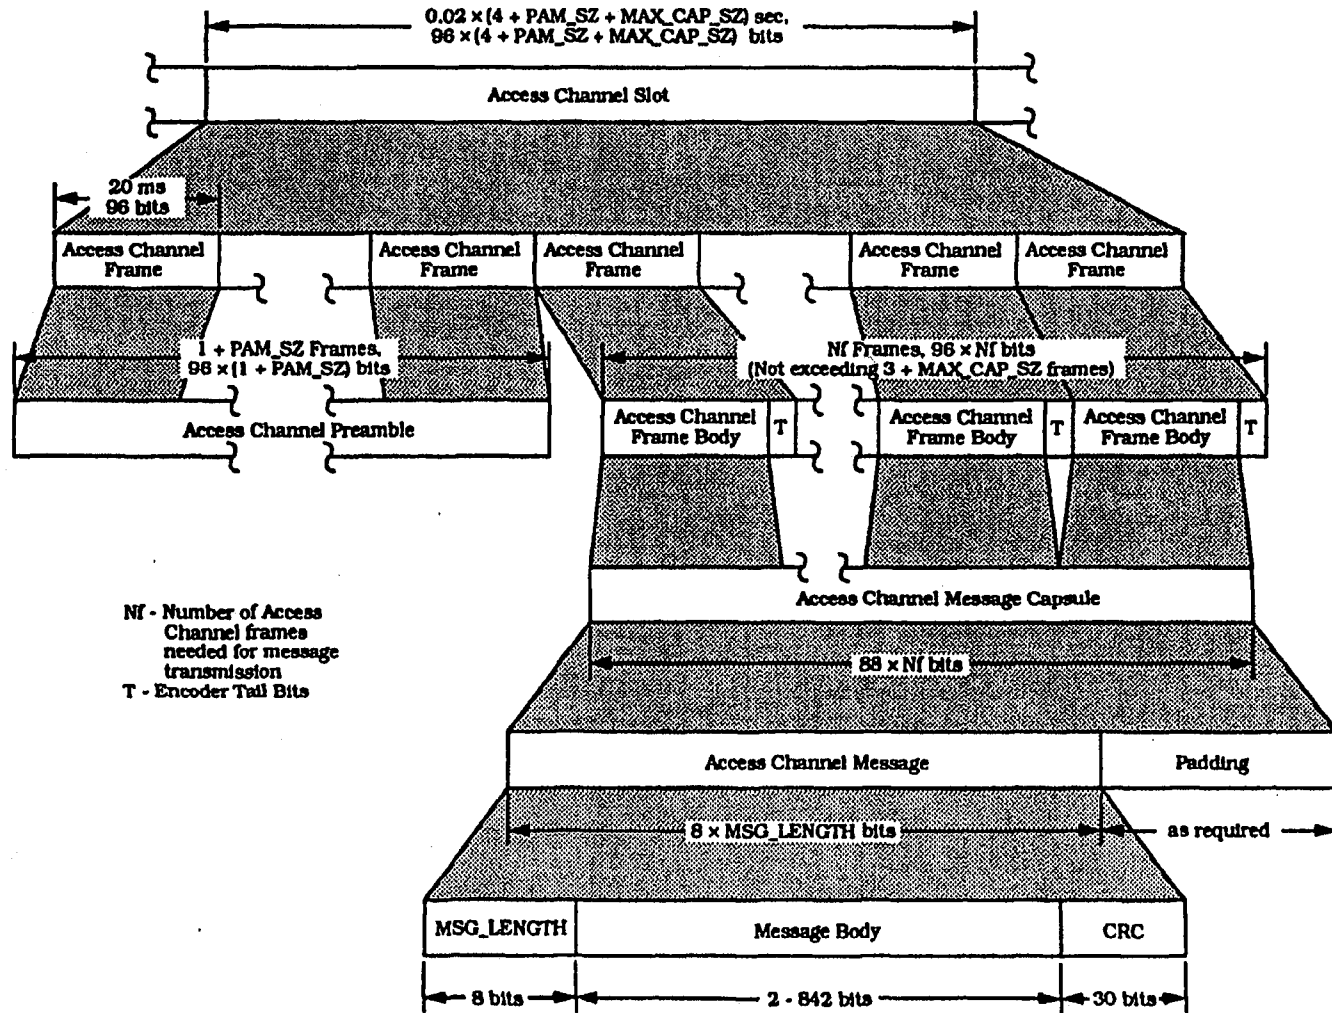 0.02 × (4 + PAM_SZ + MAX_CAP_SZ) sec,
96 × (4 + PAM_SZ + MAX_CAP_SZ) bits
Access Channel Slot
20 ms
96 bits
Access Channel
Frame
Access Channel
Frame
Access Channel
Frame
Access Channel
Frame
Access Channel
Frame
1 + PAM_SZ Frames,
96 × (1 + PAM_SZ) bits
Nf Frames, 96 × Nf bits
(Not exceeding 3 + MAX_CAP_SZ frames)
Access Channel Preamble
Access Channel
Frame Body
T
Access Channel
Frame Body
T
Access Channel
Frame Body
T
Access Channel Message Capsule
Nf - Number of Access
Channel frames
needed for message
transmission
T - Encoder Tail Bits
88 × Nf bits
Access Channel Message
Padding
8 × MSG_LENGTH bits
as required
MSG_LENGTH
Message Body
CRC
8 bits
2 - 842 bits
30 bits